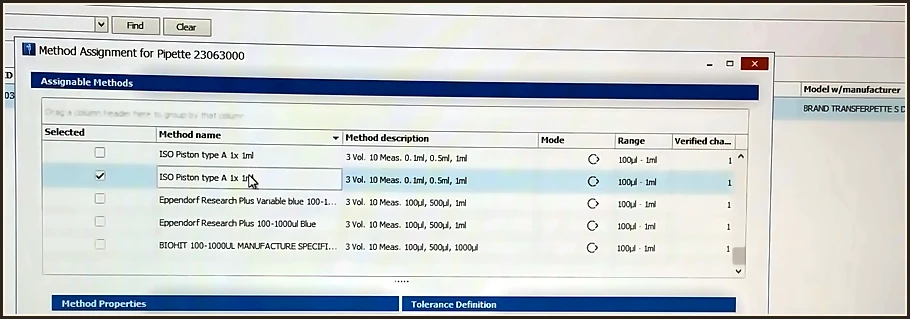 Find Clear
Method Assignment for Pipette 23063000
ID
Assignable Methods
Model w/manufacturer
03
BRAND TRANSFERPETTE S D
Drag a column header here to group by that column
Selected Method name Method description Mode Range Verified cha...
ISO Piston type A 1x 1ml 3 Vol. 10 Meas. 0.1ml, 0.5ml, 1ml 100µl - 1ml 1
ISO Piston type A 1x 1ml 3 Vol. 10 Meas. 0.1ml, 0.5ml, 1ml 100µl - 1ml 1
Eppendorf Research Plus Variable blue 100-1... 3 Vol. 10 Meas. 100µl, 500µl, 1ml 100µl - 1ml 1
Eppendorf Research Plus 100-1000ul Blue 3 Vol. 10 Meas. 100µl, 500µl, 1ml 100µl - 1ml 1
BIOHIT 100-1000UL MANUFACTURE SPECIFI... 3 Vol. 10 Meas. 100µl, 500µl, 1000µl 100µl - 1ml 1
Method Properties Tolerance Definition